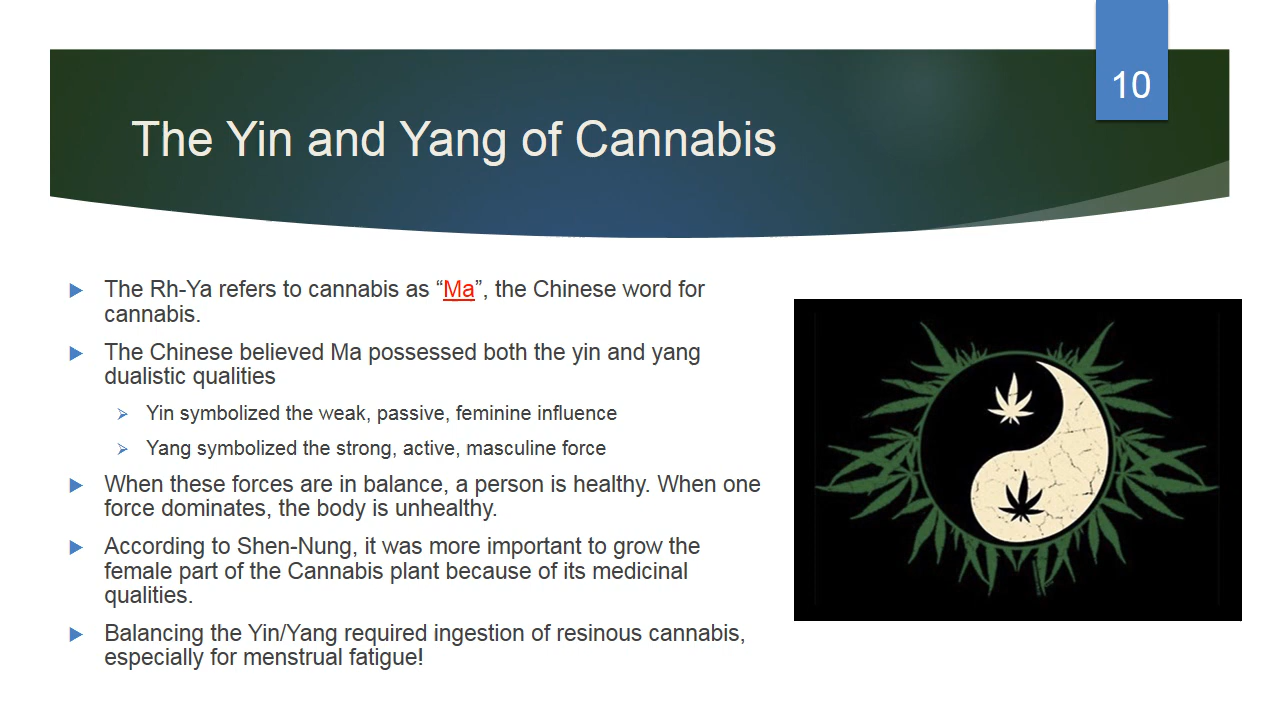 10
The Yin and Yang of Cannabis
The Rh-Ya refers to cannabis as “Ma”, the Chinese word for
cannabis.
The Chinese believed Ma possessed both the yin and yang
dualistic qualities
Yin symbolized the weak, passive, feminine influence
Yang symbolized the strong, active, masculine force
When these forces are in balance, a person is healthy. When one
force dominates, the body is unhealthy.
According to Shen-Nung, it was more important to grow the
female part of the Cannabis plant because of its medicinal
qualities.
Balancing the Yin/Yang required ingestion of resinous cannabis,
especially for menstrual fatigue!